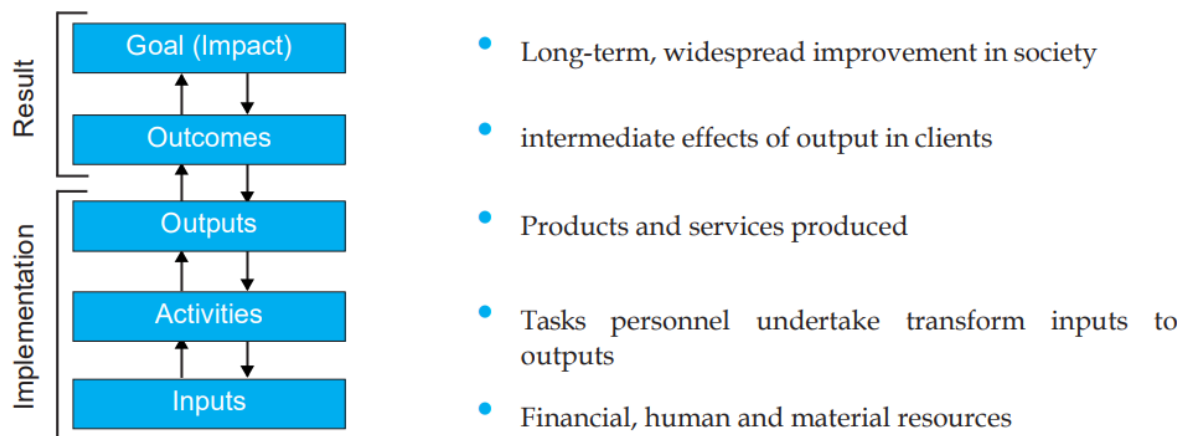 Result
Goal (Impact)
Long-term, widespread improvement in society
Outcomes
intermediate effects of output in clients
Implementation
Outputs
Products and services produced
Activities
Tasks personnel undertake transform inputs to
outputs
Inputs
Financial, human and material resources